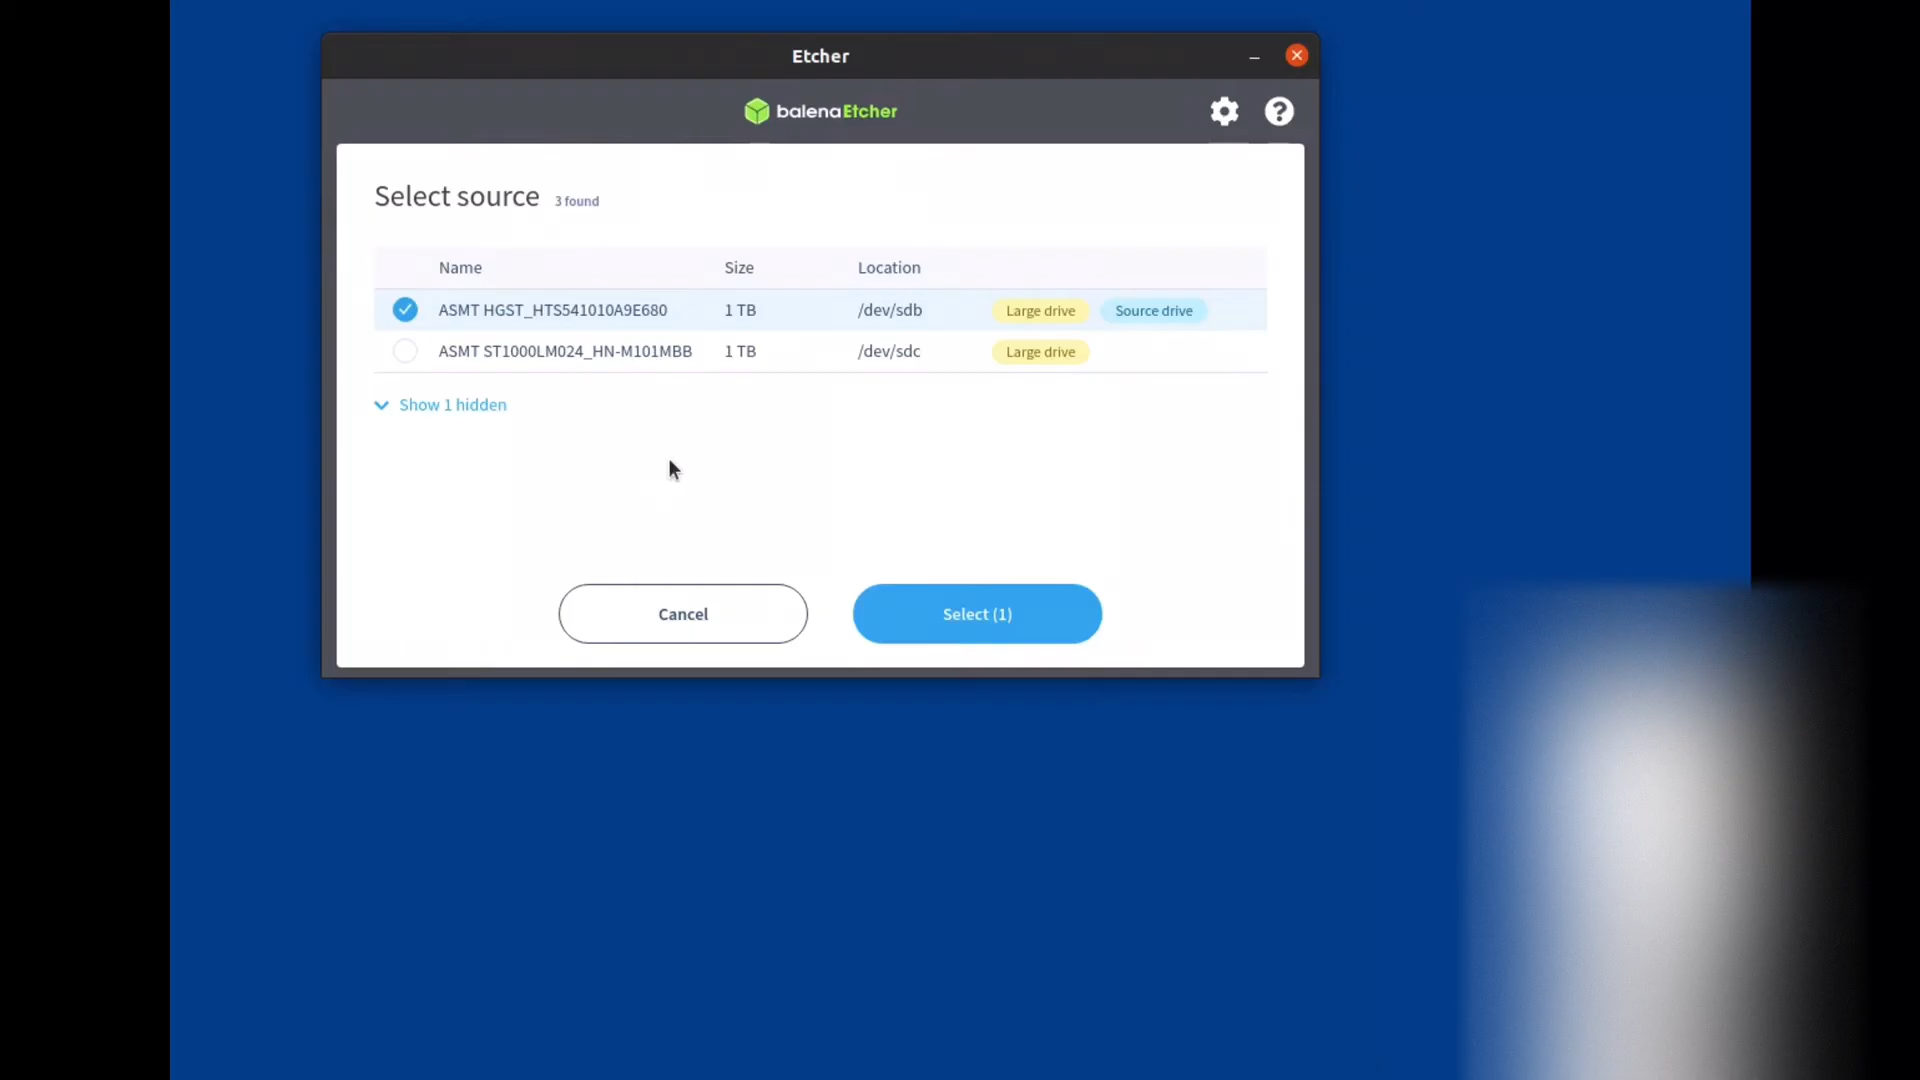 Etcher
balenaEtcher
Select source 3 found
Name Size Location
ASMT HGST_HTS541010A9E680 1 TB /dev/sdb Large drive Source drive
ASMT ST1000LM024_HN-M101MBB 1 TB /dev/sdc Large drive
Show 1 hidden
Cancel Select (1)